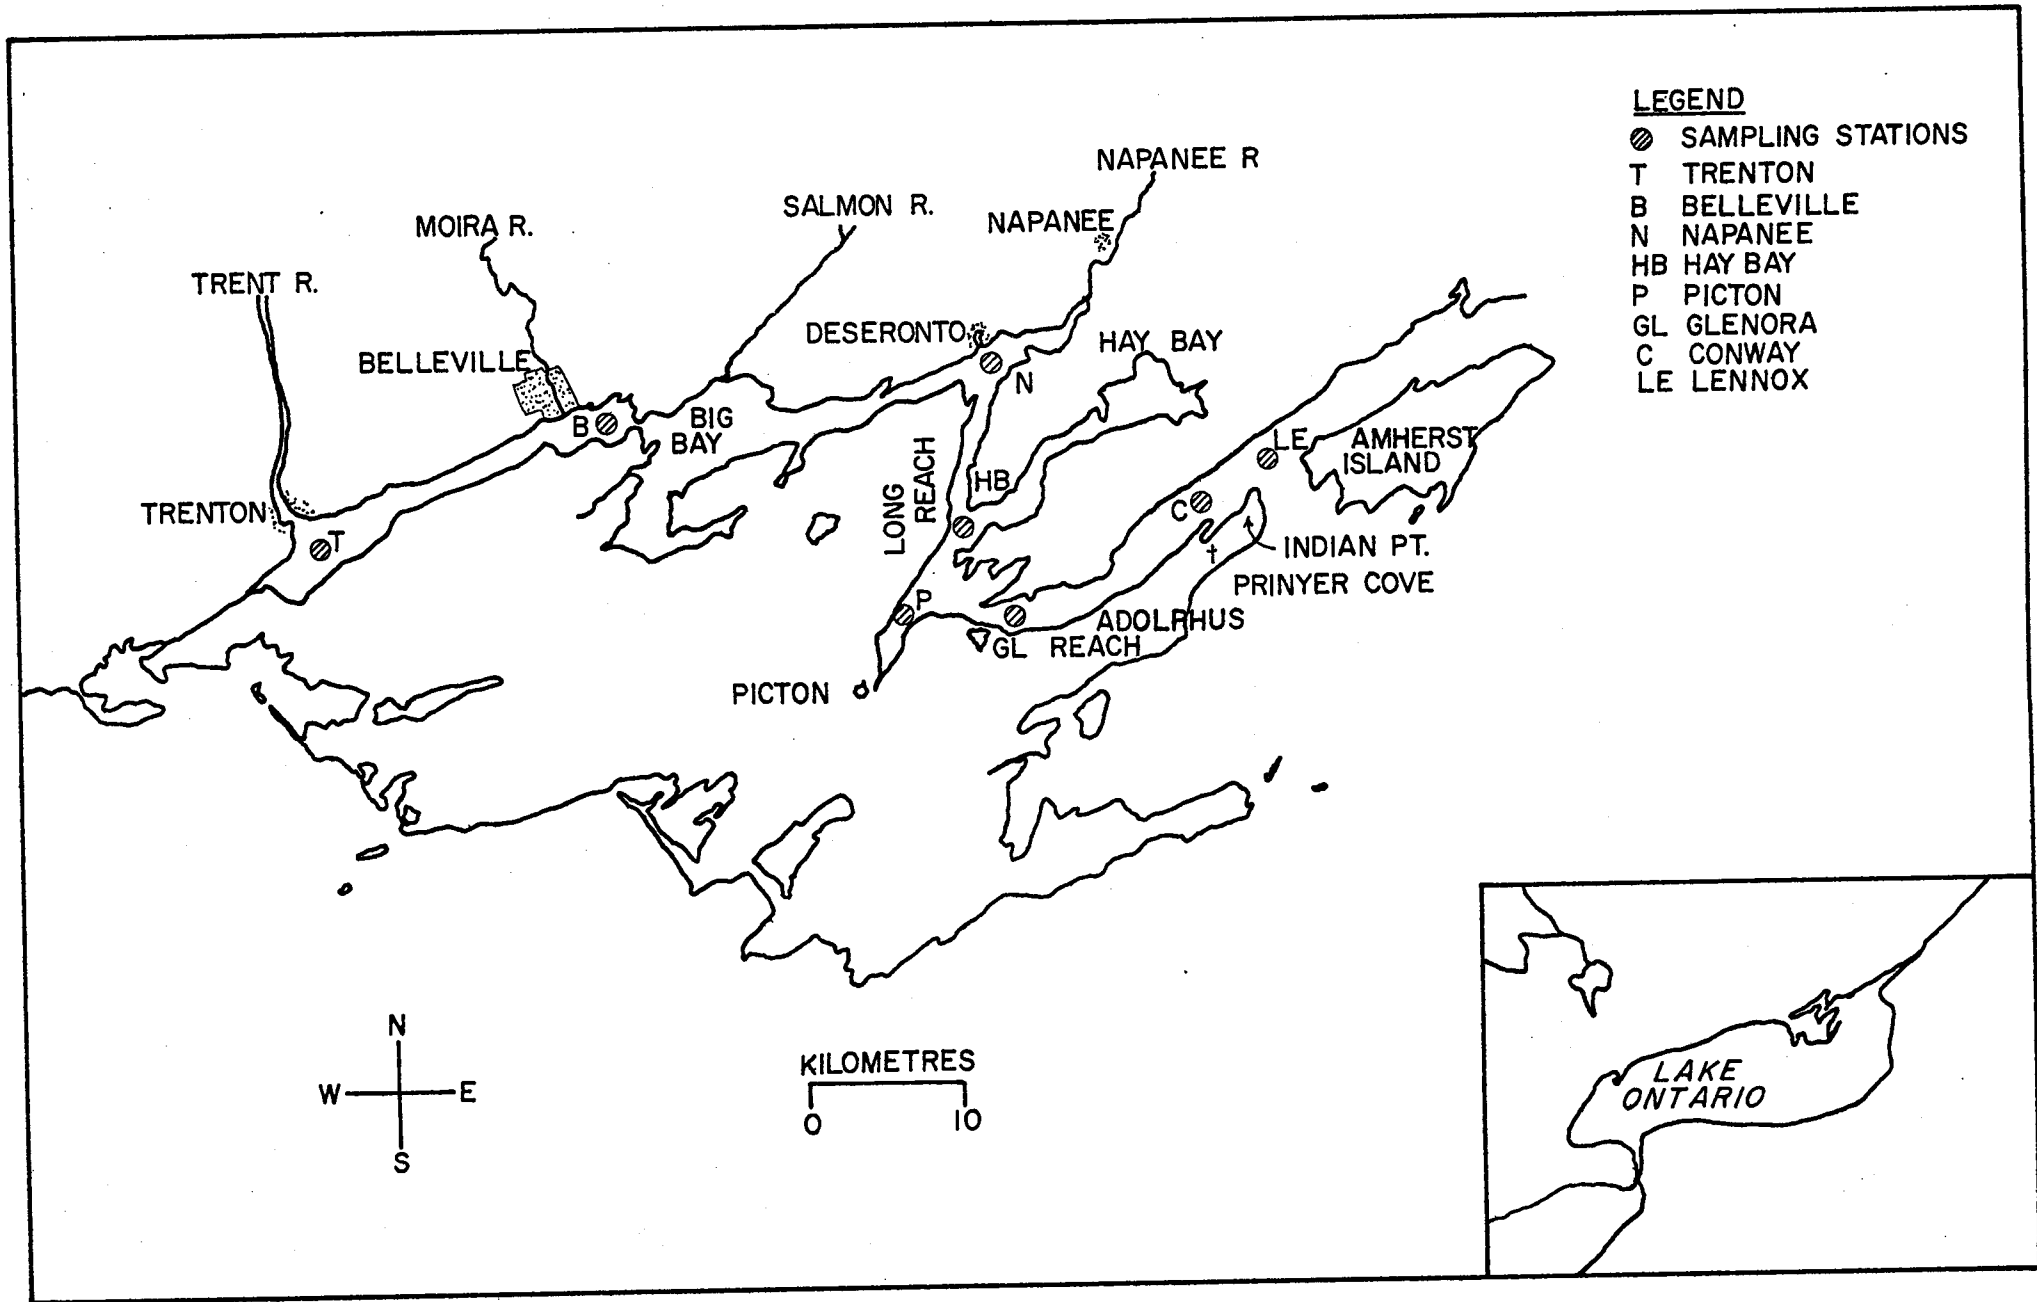 LEGEND
SAMPLING STATIONS
T TRENTON
B BELLEVILLE
N NAPANEE
HB HAY BAY
P PICTON
GL GLENORA
C CONWAY
LE LENNOX
NAPANEE R
SALMON R.
NAPANEE
MOIRA R.
TRENT R.
DESERONTO
HAY BAY
BELLEVILLE
N
B
BIG
BAY
LONG
REACH
HB
LE
AMHERST
ISLAND
C
TRENTON
T
INDIAN PT.
PRINYER COVE
P
ADOLPHUS
GL REACH
PICTON
N
W E
S
KILOMETRES
0 10
LAKE
ONTARIO